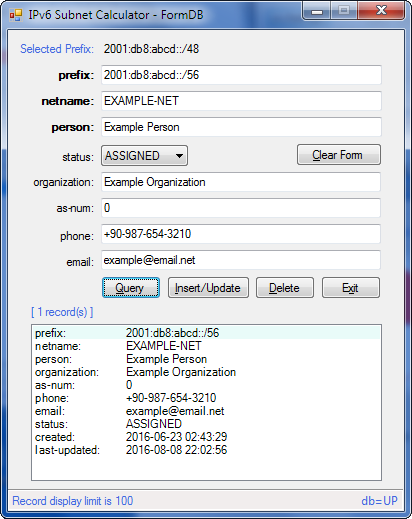 IPv6 Subnet Calculator - FormDB
Selected Prefix: 2001:db8:abcd::/48
prefix: 2001:db8:abcd::/56
netname: EXAMPLE-NET
person: Example Person
status: ASSIGNED Clear Form
organization: Example Organization
as-num: 0
phone: +90-987-654-3210
email: example@email.net
Query Insert/Update Delete Exit
[ 1 record(s) ]
prefix: 2001:db8:abcd::/56
netname: EXAMPLE-NET
person: Example Person
organization: Example Organization
as-num: 0
phone: +90-987-654-3210
email: example@email.net
status: ASSIGNED
created: 2016-06-23 02:43:29
last-updated: 2016-08-08 22:02:56
Record display limit is 100 db=UP